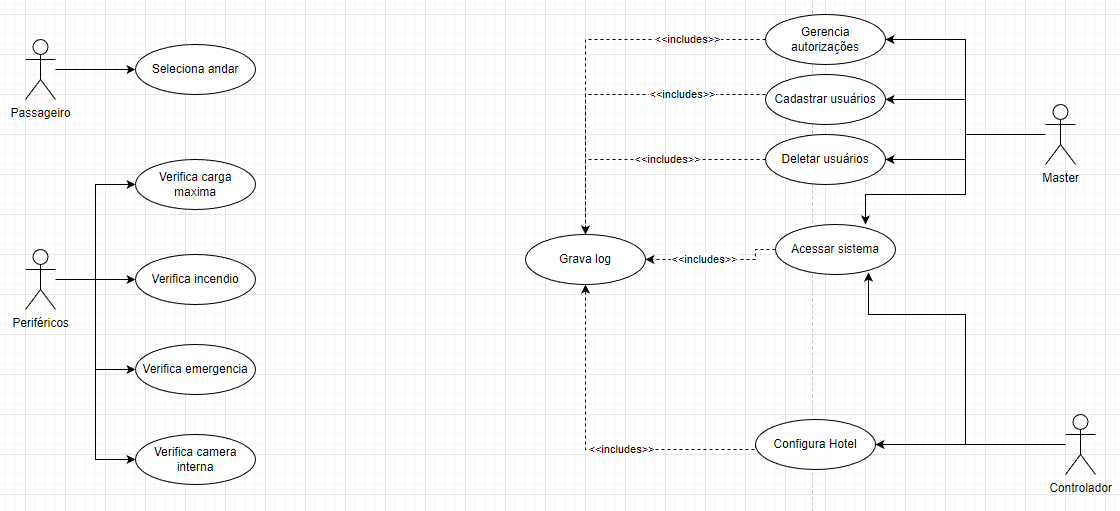 Gerencia
autorizações
<<includes>>
Seleciona andar
Cadastrar usuários
<<includes>>
Passageiro
Deletar usuários
<<includes>>
Verifica carga
maxima
Master
Acessar sistema
Grava log
<<includes>>
Verifica incendio
Periféricos
Verifica emergencia
Configura Hotel
<<includes>>
Verifica camera
interna
Controlador